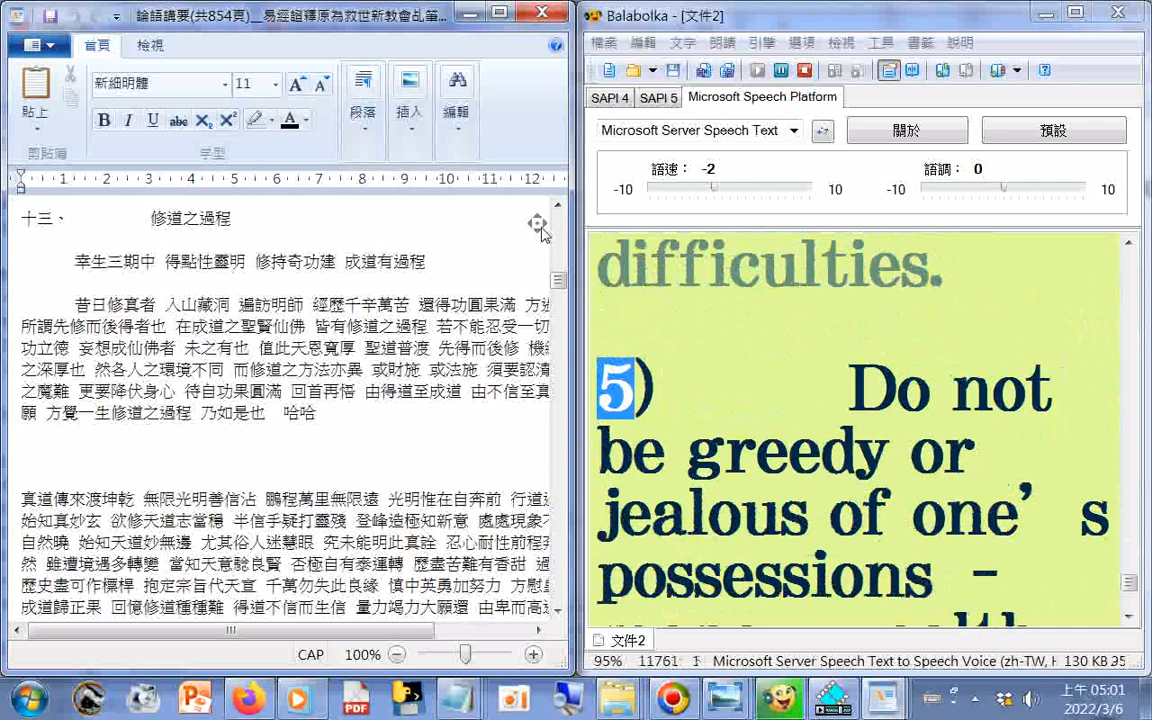 論語講要(共854頁)__易經證釋原為救世新教會乩筆...
首頁 檢視
貼上
剪貼簿
新細明體 11
字型
段落
插入
編輯
1 2 3 4 5 6 7 8 9 10 11 12
十三、 修道之過程
幸生三期中 得點性靈明 修持奇功建 成道有過程
昔日修真者 入山藏洞 遍訪明師 經歷千辛萬苦 還得功圓果滿 方
所謂先修而後得者也 在成道之聖賢仙佛 皆有修道之過程 若不能忍受一切
功立德 妄想成仙佛者 未之有也 值此天恩寬厚 聖道普渡 先得而後修 機
之深厚也 然各人之環境不同 而修道之方法亦異 或財施 或法施 須要認清
之魔難 更要降伏身心 待自功果圓滿 回首再悟 由得道至成道 由不信至真
願 方覺一生修道之過程 乃如是也 哈哈
真道傳來渡坤乾 無限光明善信沾 鵬程萬里無限遠 光明惟在自奔前 行道
始知真妙玄 欲修天道志當穩 半信半疑打靈殘 登峰造極知新意 處處現象
自然曉 始知天道妙無邊 尤其俗人迷慧眼 究未能明此真詮 忍心耐性前程
然 雖遭境遇多轉變 當知天意驗良賢 否極自有泰運轉 歷盡苦難有香甜 過
歷史盡可作標桿 抱定宗旨代天宣 千萬勿失此良緣 慎中英勇加努力 方慰
成道歸正果 回憶修道種種難 得道不信而生信 量力竭力大願還 由卑而高
CAP 100%
Balabolka - [文件2]
檔案 編輯 文字 朗讀 引擎 選項 檢視 工具 書籤 說明
SAPI 4 SAPI 5 Microsoft Speech Platform
Microsoft Server Speech Text 關於 預設
語速： -2 語調： 0
-10 10 -10 10
difficulties.
5) Do not
be greedy or
jealous of one’s
possessions -
文件2
95% 11761: 1 Microsoft Server Speech Text to Speech Voice (zh-TW, H 130 KB
上午 05:01
2022/3/6